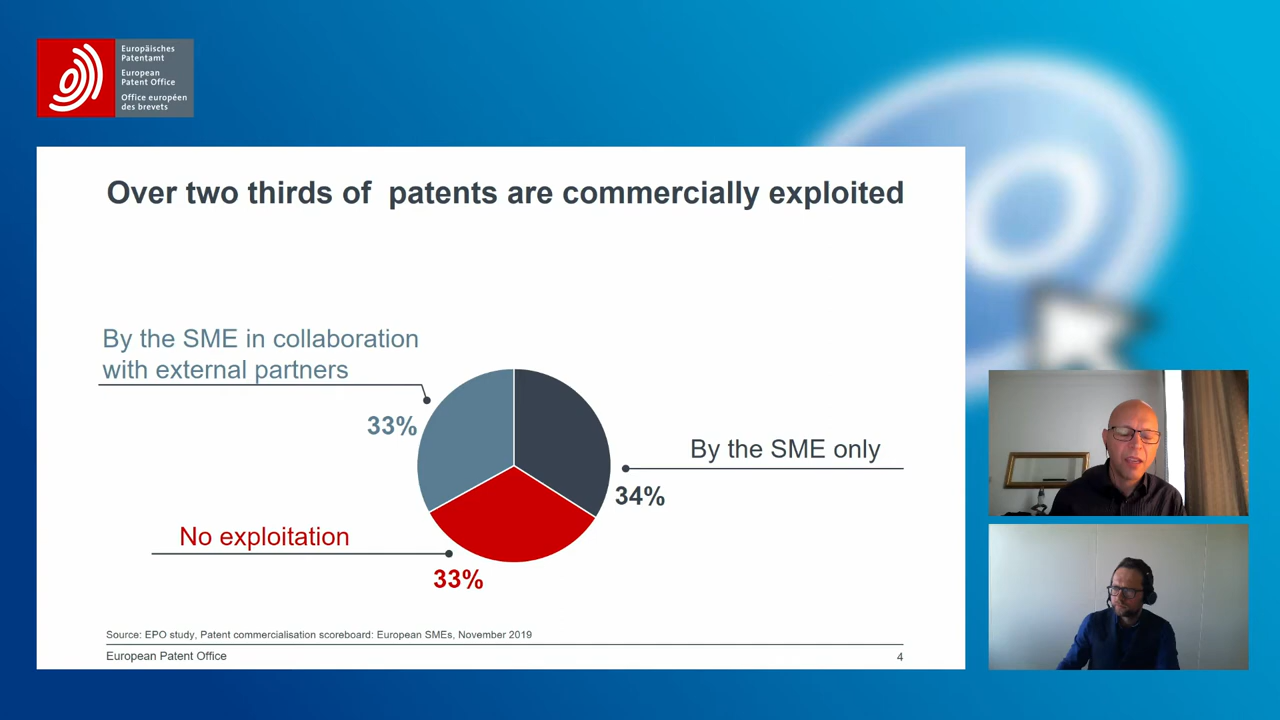 Europäisches
Patentamt
European
Patent Office
Office européen
des brevets
Over two thirds of patents are commercially exploited
By the SME in collaboration
with external partners
33%
By the SME only
34%
No exploitation
33%
Source: EPO study, Patent commercialisation scoreboard: European SMEs, November 2019
European Patent Office
4